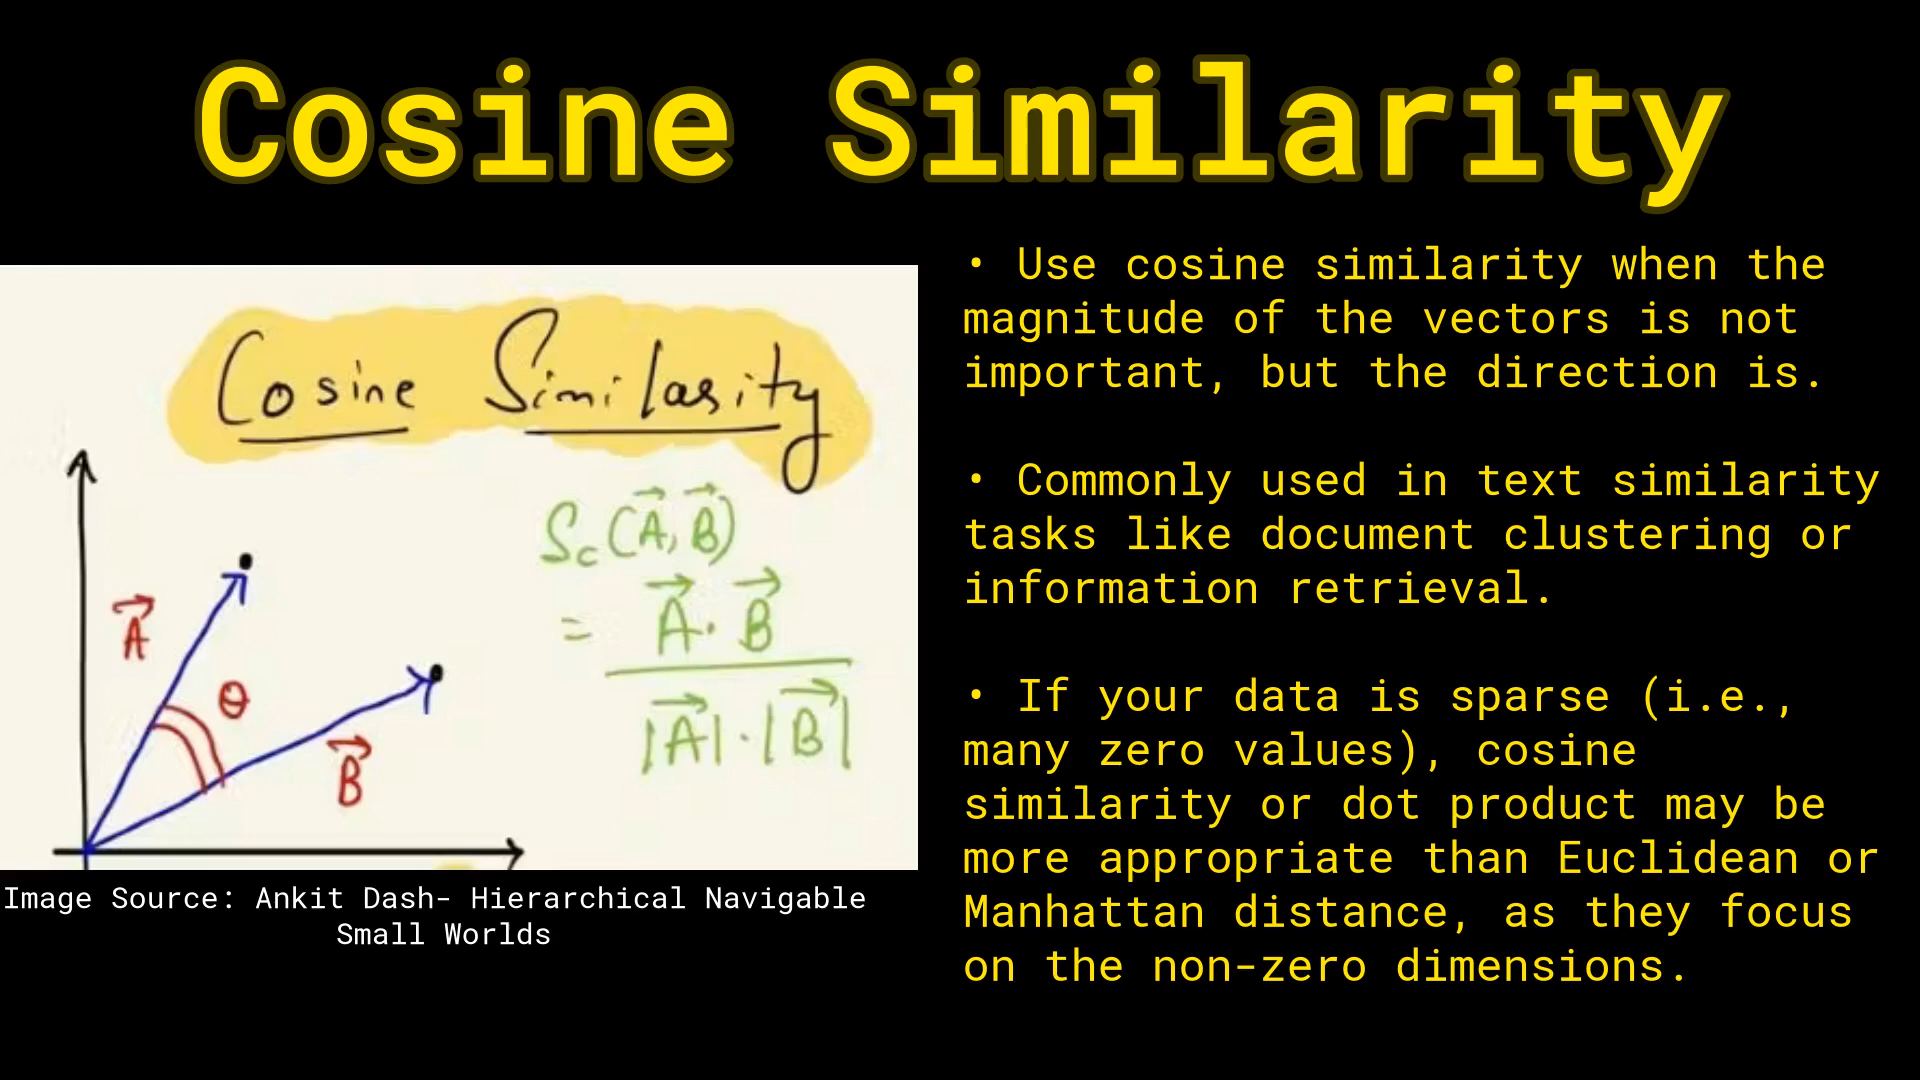 Cosine Similarity
Cosine Similarity
A
θ
B
Sc(A, B)
= A · B
|A| · |B|
Image Source: Ankit Dash- Hierarchical Navigable
Small Worlds
• Use cosine similarity when the
magnitude of the vectors is not
important, but the direction is.
• Commonly used in text similarity
tasks like document clustering or
information retrieval.
• If your data is sparse (i.e.,
many zero values), cosine
similarity or dot product may be
more appropriate than Euclidean or
Manhattan distance, as they focus
on the non-zero dimensions.